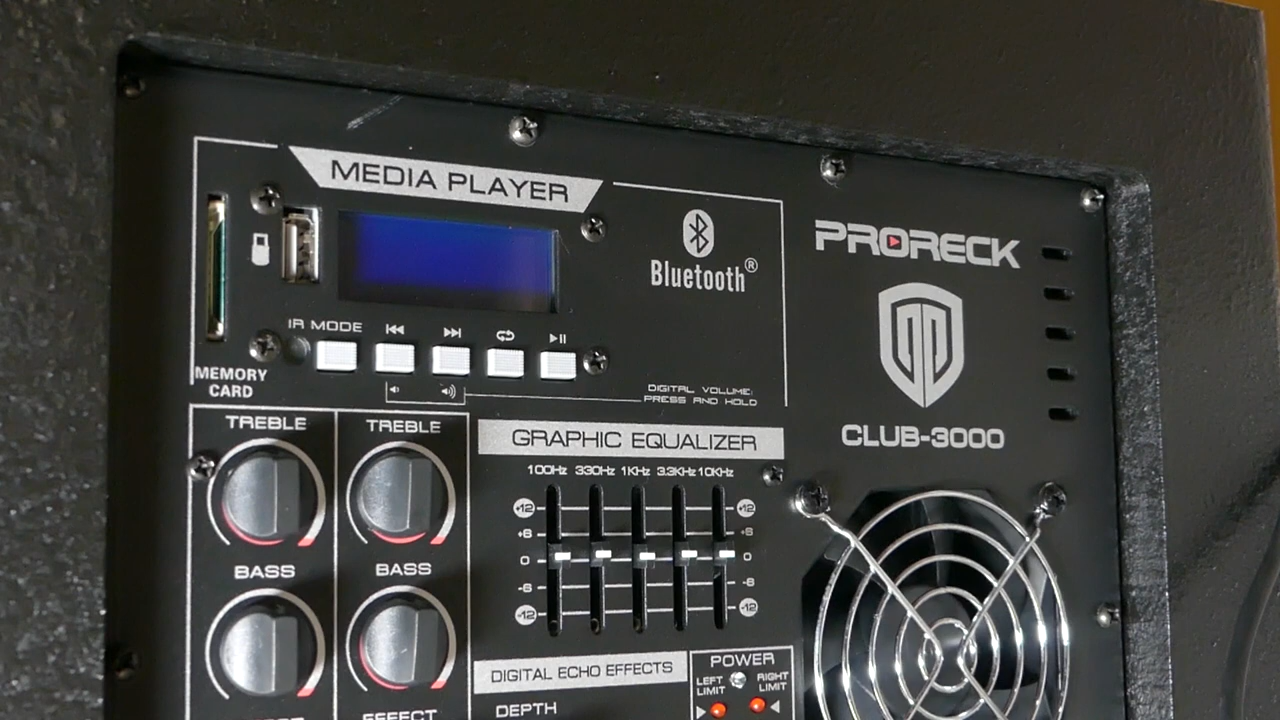 MEDIA PLAYER
PRORECK
Bluetooth®
IR MODE
MEMORY
CARD
DIGITAL VOLUME:
PRESS AND HOLD
CLUB-3000
TREBLE
TREBLE
GRAPHIC EQUALIZER
100Hz 330Hz 1KHz 3.3KHz 10KHz
+12 +12
+6 +6
0 0
-6 -6
-12 -12
BASS
BASS
DIGITAL ECHO EFFECTS
POWER
LEFT
LIMIT
RIGHT
LIMIT
DEPTH
EFFECT